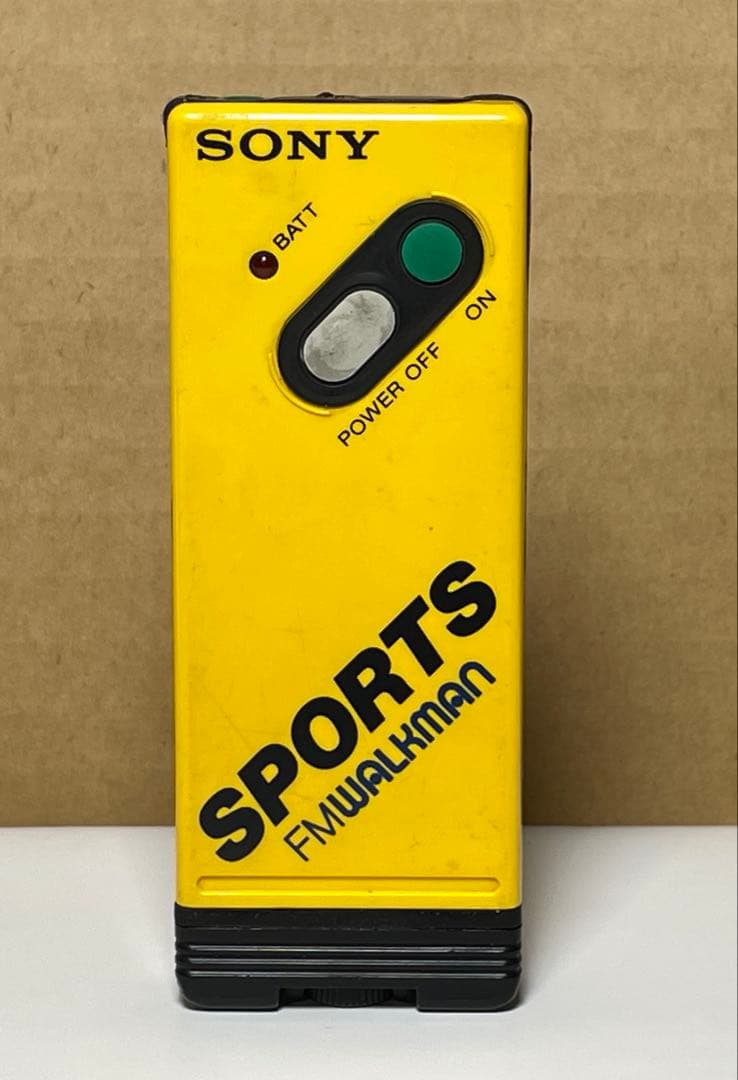 SONY
BATT
POWER OFF ON
SPORTS
FMWALKMAN